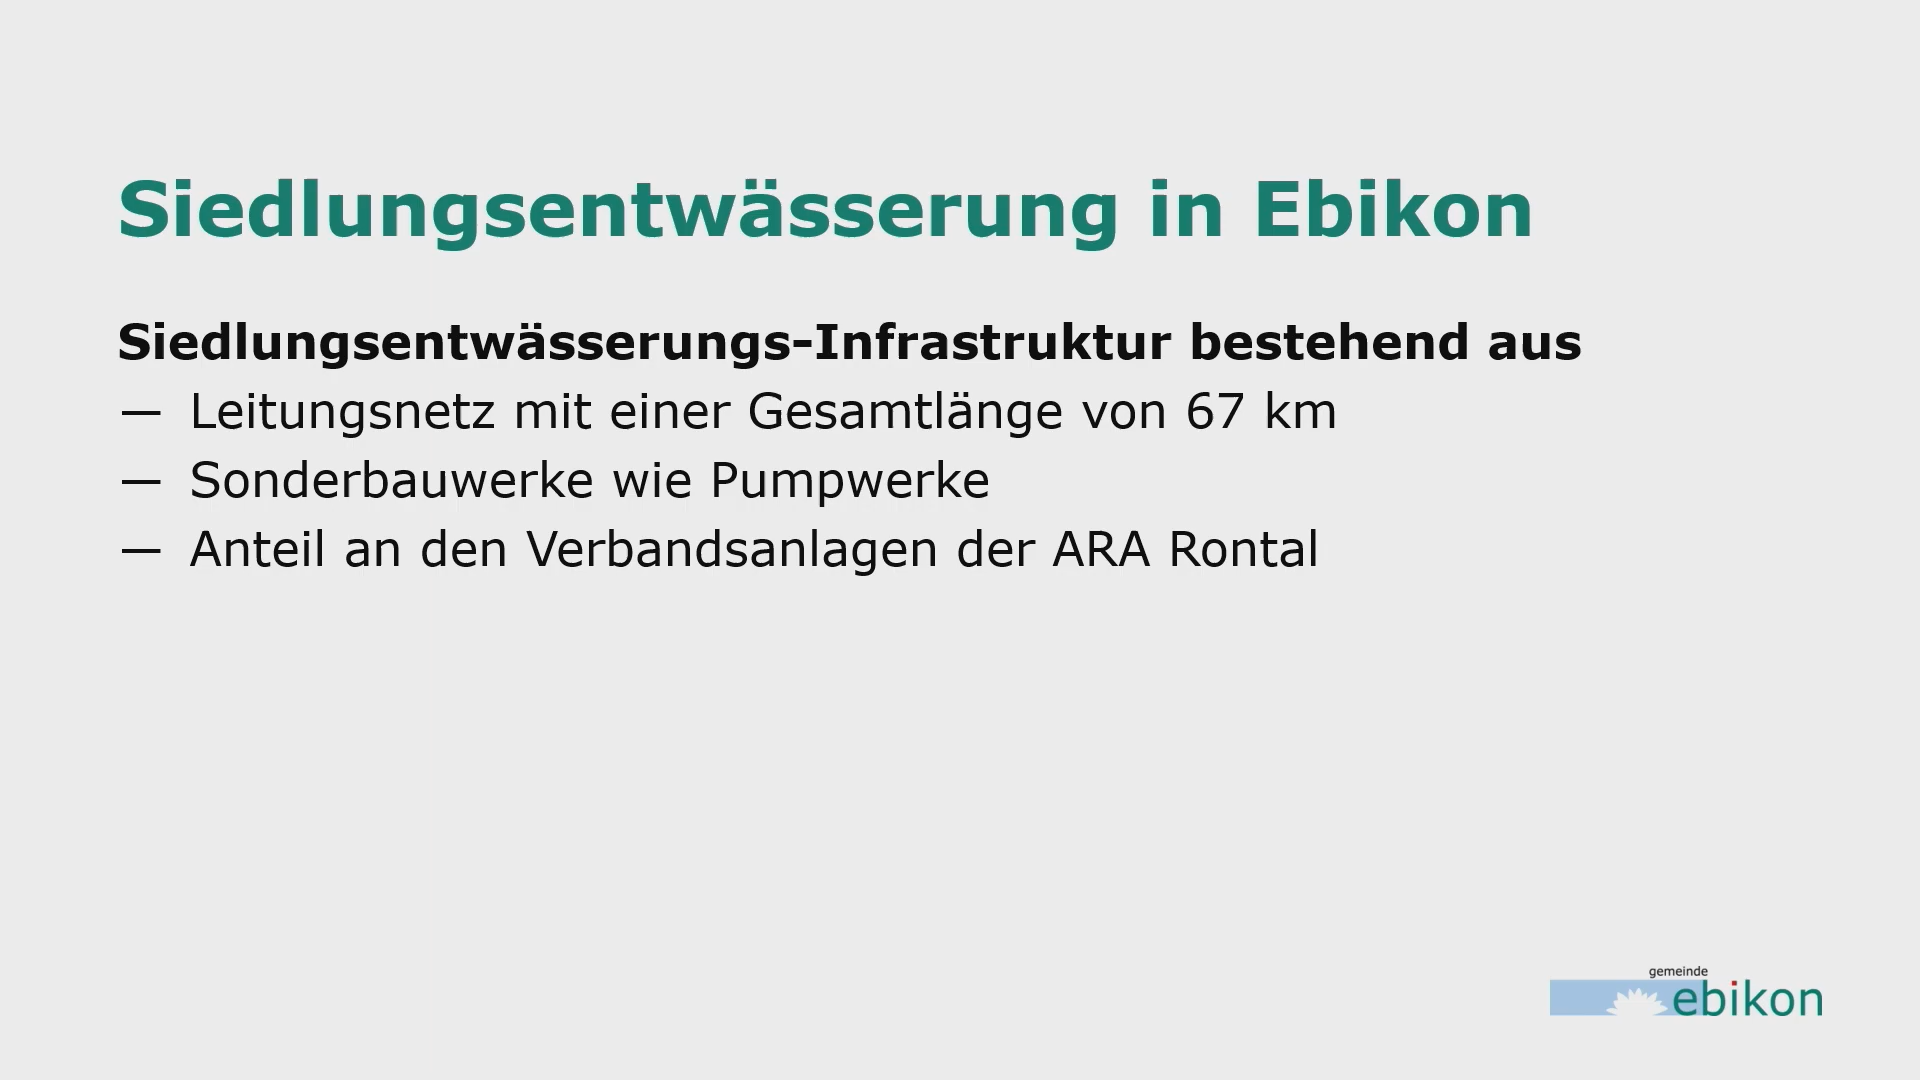 Siedlungsentwässerung in Ebikon
Siedlungsentwässerungs-Infrastruktur bestehend aus
— Leitungsnetz mit einer Gesamtlänge von 67 km
— Sonderbauwerke wie Pumpwerke
— Anteil an den Verbandsanlagen der ARA Rontal
gemeinde
ebikon